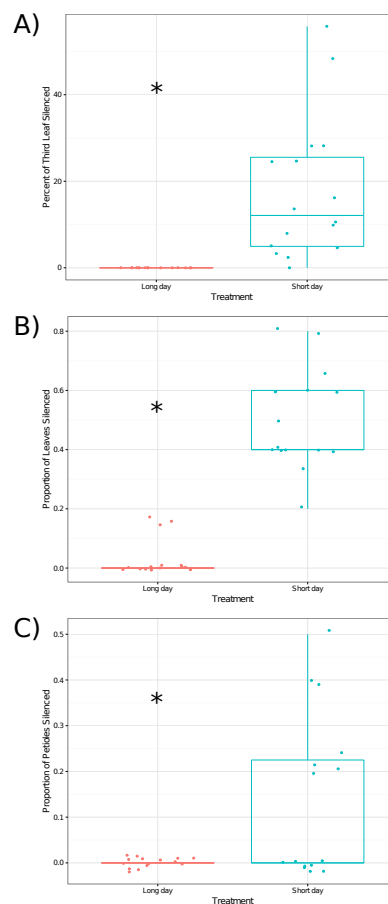 A)
Percent of Third Leaf Silenced
40
20
0
*
Long day
Short day
Treatment
B)
Proportion of Leaves Silenced
0.8
0.6
0.4
0.2
0.0
*
Long day
Short day
Treatment
C)
Proportion of Petioles Silenced
0.5
0.4
0.3
0.2
0.1
0.0
*
Long day
Short day
Treatment